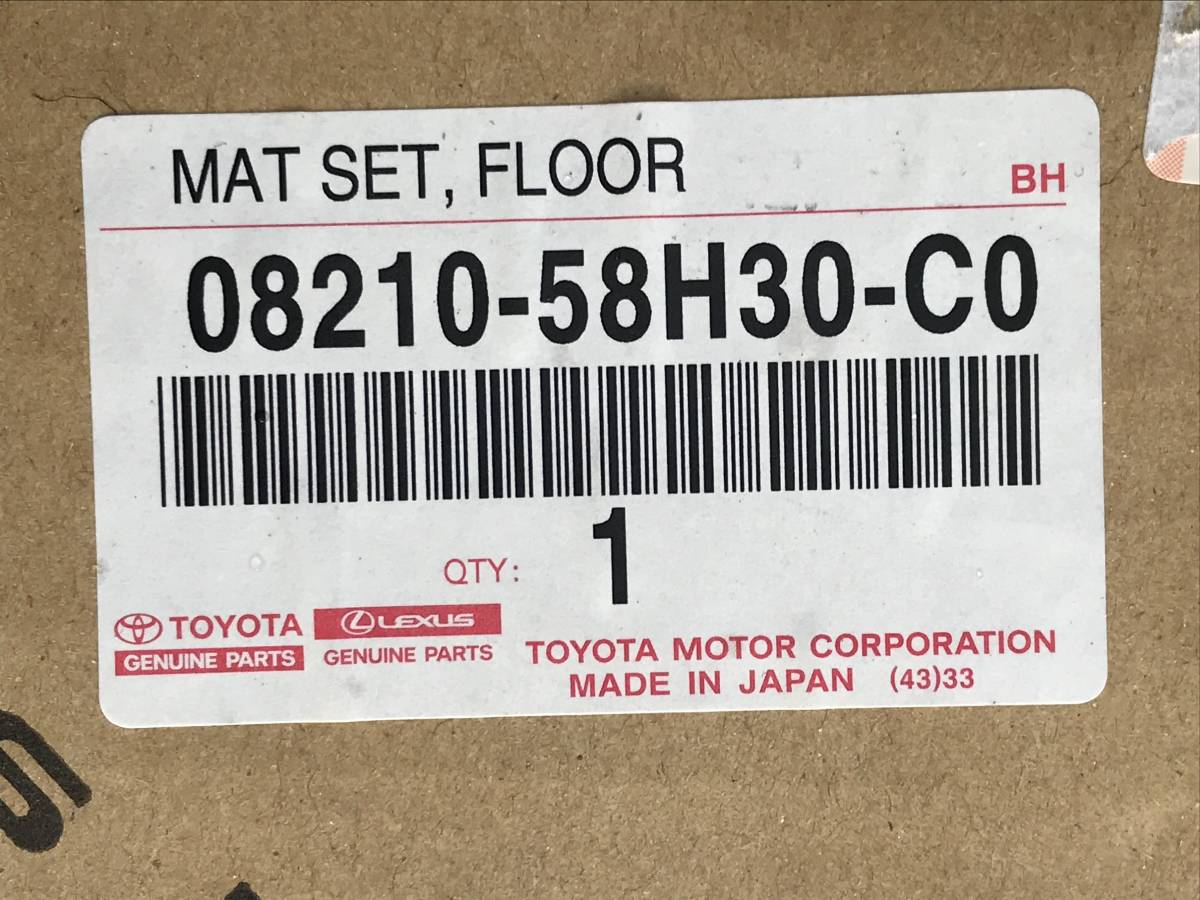 MAT SET, FLOOR
BH
08210-58H30-C0
QTY: 1
TOYOTA
GENUINE PARTS
LEXUS
GENUINE PARTS
TOYOTA MOTOR CORPORATION
MADE IN JAPAN (43)33